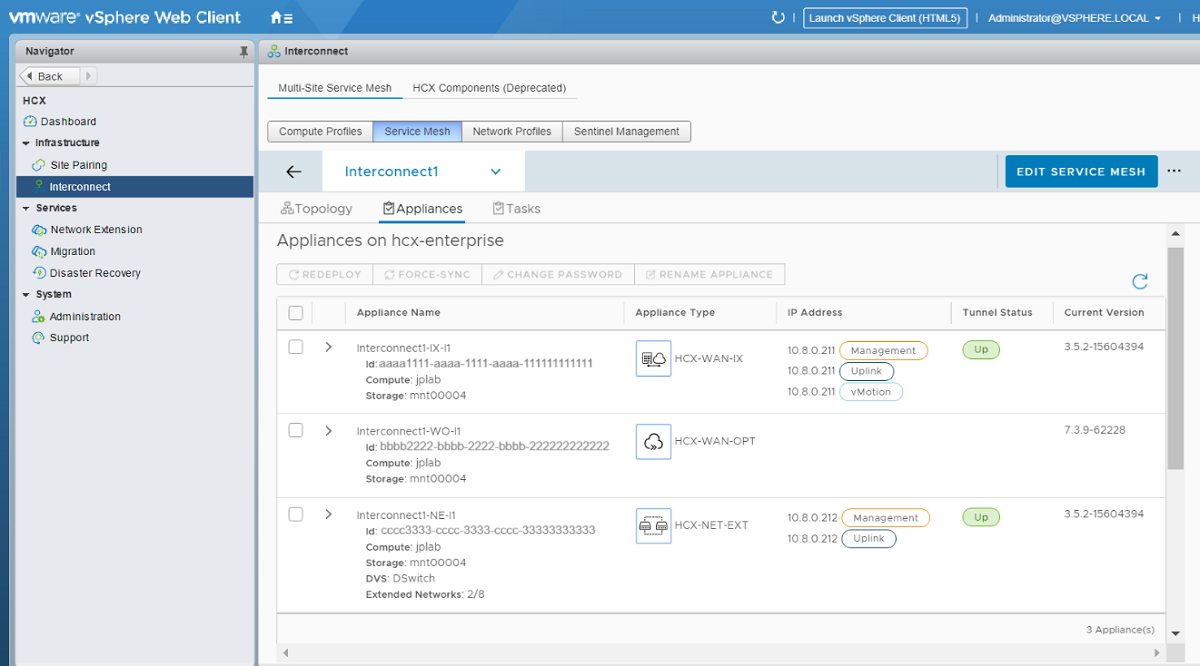 vmware® vSphere Web Client
Launch vSphere Client (HTML5)
Administrator@VSPHERE.LOCAL
H
Navigator
Back
HCX
Dashboard
Infrastructure
Site Pairing
Interconnect
Services
Network Extension
Migration
Disaster Recovery
System
Administration
Support
Interconnect
Multi-Site Service Mesh HCX Components (Deprecated)
Compute Profiles Service Mesh Network Profiles Sentinel Management
Interconnect1
EDIT SERVICE MESH
Topology Appliances Tasks
Appliances on hcx-enterprise
REDEPLOY FORCE-SYNC CHANGE PASSWORD RENAME APPLIANCE
Appliance Name Appliance Type IP Address Tunnel Status Current Version
Interconnect1-IX-I1
Id: aaaa1111-aaaa-1111-aaaa-111111111111
Compute: jplab
Storage: mnt00004
HCX-WAN-IX
10.8.0.211 Management
10.8.0.211 Uplink
10.8.0.211 vMotion
Up
3.5.2-15604394
Interconnect1-WO-I1
Id: bbbb2222-bbbb-2222-bbbb-222222222222
Compute: jplab
Storage: mnt00004
HCX-WAN-OPT
7.3.9-62228
Interconnect1-NE-I1
Id: cccc3333-cccc-3333-cccc-33333333333
Compute: jplab
Storage: mnt00004
DVS: DSwitch
Extended Networks: 2/8
HCX-NET-EXT
10.8.0.212 Management
10.8.0.212 Uplink
Up
3.5.2-15604394
3 Appliance(s)